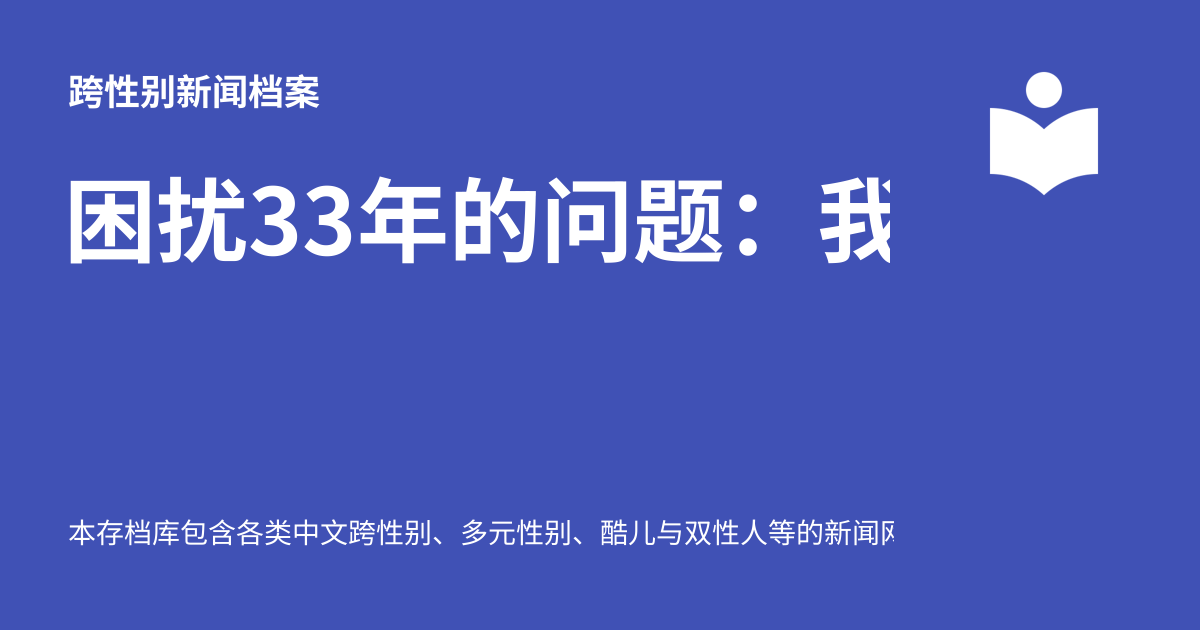 跨性别新闻档案
困扰33年的问题：我
本存档库包含各类中文跨性别、多元性别、酷儿与双性人等的新闻网